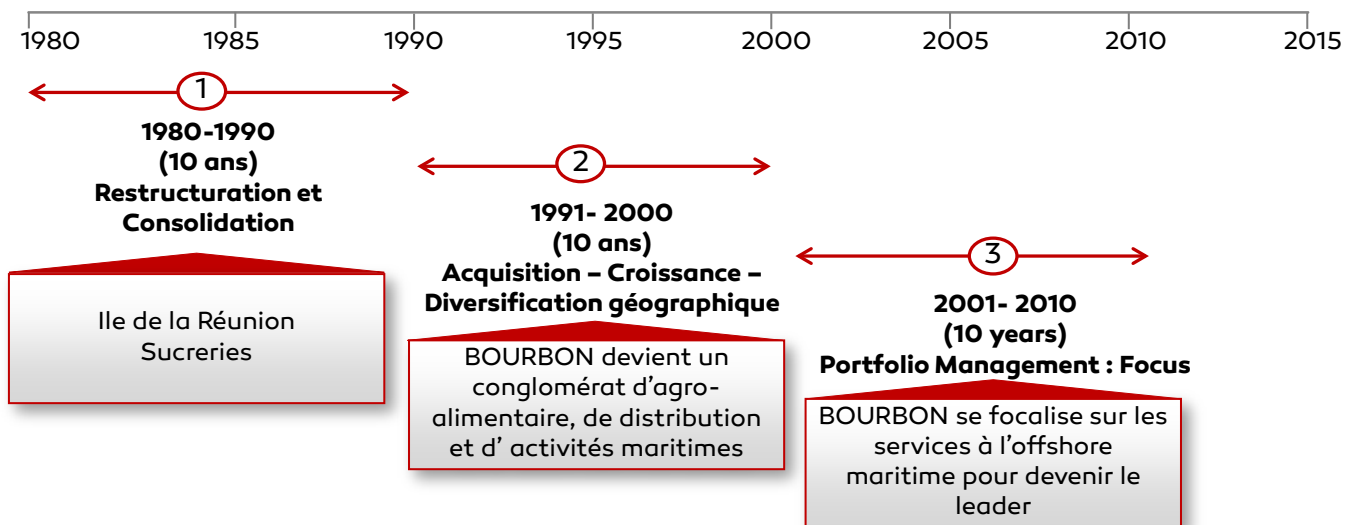 1980 1985 1990 1995 2000 2005 2010 2015
1
1980-1990
(10 ans)
Restructuration et
Consolidation
Ile de la Réunion
Sucreries
2
1991- 2000
(10 ans)
Acquisition – Croissance –
Diversification géographique
BOURBON devient un
conglomérat d’agro-
alimentaire, de distribution
et d’ activités maritimes
3
2001- 2010
(10 years)
Portfolio Management : Focus
BOURBON se focalise sur les
services à l’offshore
maritime pour devenir le
leader